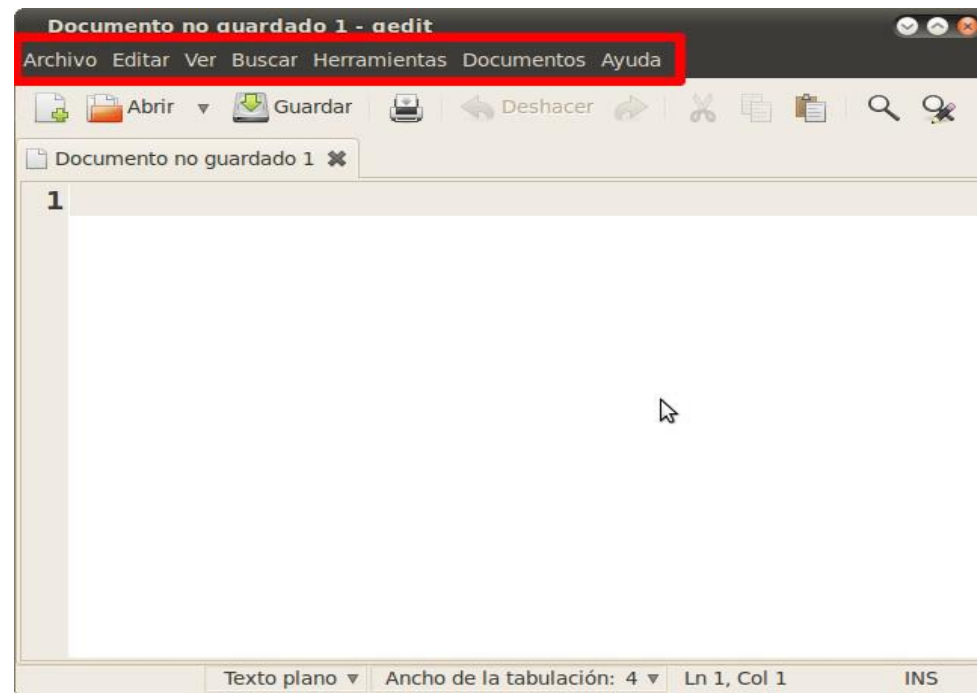 Documento no guardado 1 - gedit
Archivo Editar Ver Buscar Herramientas Documentos Ayuda
Abrir Guardar Deshacer
Documento no guardado 1
1
Texto plano Ancho de la tabulación: 4 Ln 1, Col 1 INS